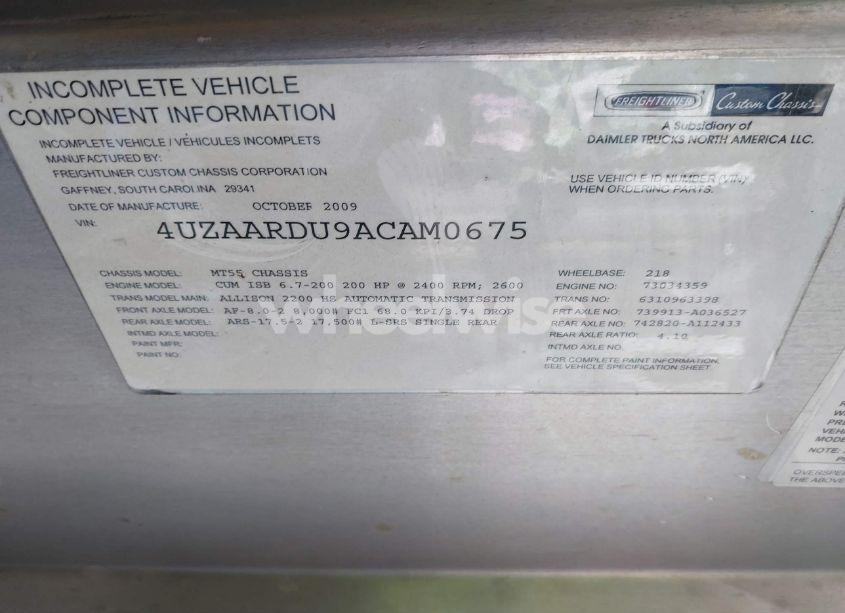 INCOMPLETE VEHICLE
COMPONENT INFORMATION
INCOMPLETE VEHICLE / VÉHICULES INCOMPLETS
MANUFACTURED BY:
FREIGHTLINER CUSTOM CHASSIS CORPORATION
GAFFNEY, SOUTH CAROLINA 29341
DATE OF MANUFACTURE: OCTOBER 2009
VIN: 4UZAARDU9ACAM0675
FREIGHTLINER Custom Chassis
A Subsidiary of
DAIMLER TRUCKS NORTH AMERICA LLC.
USE VEHICLE ID NUMBER (VIN)
WHEN ORDERING PARTS.
CHASSIS MODEL: MT55 CHASSIS
ENGINE MODEL: CUM ISB 6.7-200 200 HP @ 2400 RPM; 2600
TRANS MODEL MAIN: ALLISON 2200 HS AUTOMATIC TRANSMISSION
FRONT AXLE MODEL: AF-8.0-2 8,000# FC1 68.0 KPI/3.74 DROP
REAR AXLE MODEL: ARS-17.5-2 17,500# L-SRS SINGLE REAR
INTMD AXLE MODEL:
PAINT MFR:
PAINT NO:
WHEELBASE: 218
ENGINE NO: 73034359
TRANS NO: 6310963398
FRT AXLE NO: 739913-A036527
REAR AXLE NO: 742820-A112433
REAR AXLE RATIO: 4.10
INTMD AXLE NO:
FOR COMPLETE PAINT INFORMATION,
SEE VEHICLE SPECIFICATION SHEET.
NOTE:
OVERSPEE
THE ABOVE